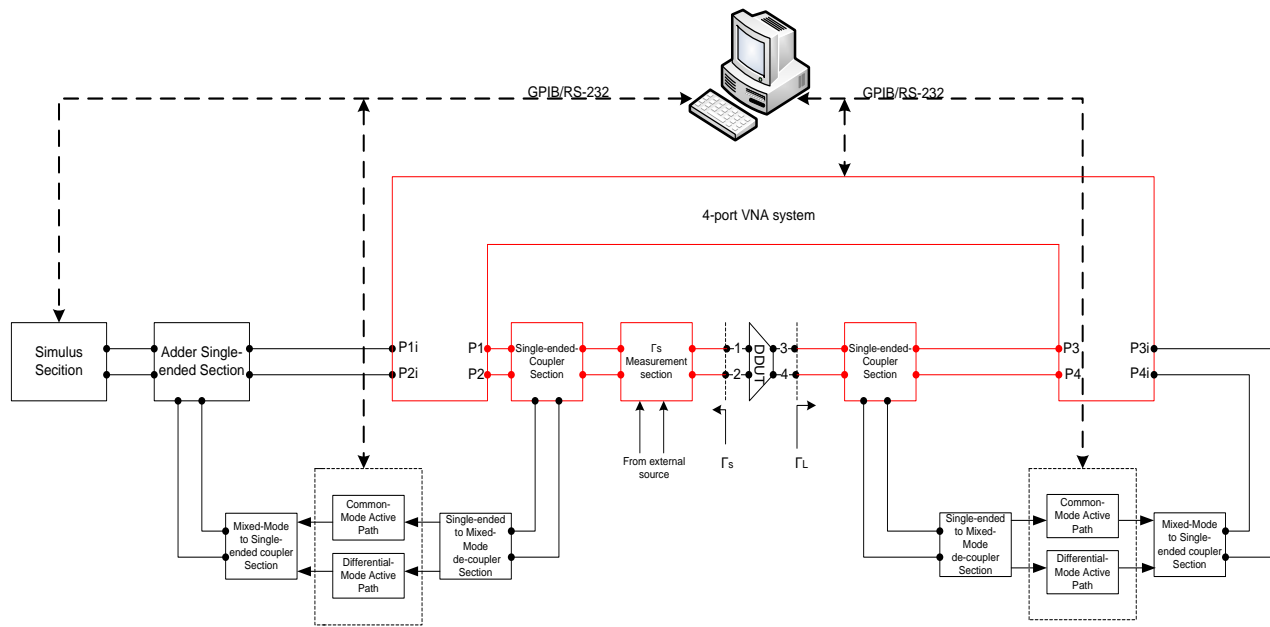 GPIB/RS-232
GPIB/RS-232
4-port VNA system
Simulus
Secition
Adder Single-
ended Section
P1i
P2i
P1
P2
Single-ended-
Coupler
Section
Γs
Measurement
section
1
2
DDUT
3
4
Single-ended
Coupler
Section
P3
P4
P3i
P4i
From external
source
Γs
ΓL
Mixed-Mode
to Single-
ended coupler
Section
Common-
Mode Active
Path
Differential-
Mode Active
Path
Single-ended
to Mixed-
Mode
de-coupler
Section
Single-ended
to Mixed-
Mode
de-coupler
Section
Common-
Mode Active
Path
Differential-
Mode Active
Path
Mixed-Mode
to Single-
ended coupler
Section